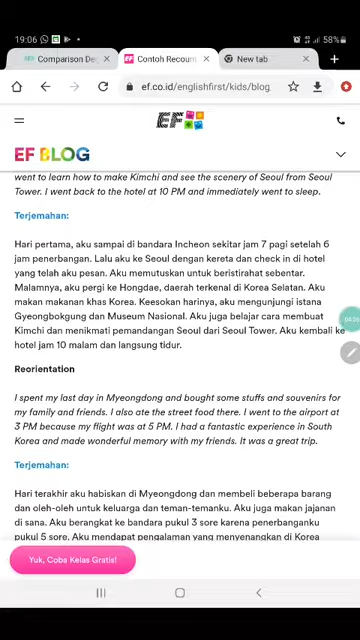 19:06
58%
Comparison Deg
Contoh Recount
New tab
ef.co.id/englishfirst/kids/blog
EF
EF BLOG
went to learn how to make Kimchi and see the scenery of Seoul from Seoul
Tower. I went back to the hotel at 10 PM and immediately went to sleep.
Terjemahan:
Hari pertama, aku sampai di bandara Incheon sekitar jam 7 pagi setelah 6
jam penerbangan. Lalu aku ke Seoul dengan kereta dan check in di hotel
yang telah aku pesan. Aku memutuskan untuk beristirahat sebentar.
Malamnya, aku pergi ke Hongdae, daerah terkenal di Korea Selatan. Aku
makan makanan khas Korea. Keesokan harinya, aku mengunjungi istana
Gyeongbokgung dan Museum Nasional. Aku juga belajar cara membuat
Kimchi dan menikmati pemandangan Seoul dari Seoul Tower. Aku kembali ke
hotel jam 10 malam dan langsung tidur.
Reorientation
I spent my last day in Myeongdong and bought some stuffs and souvenirs for
my family and friends. I also ate the street food there. I went to the airport at
3 PM because my flight was at 5 PM. I had a fantastic experience in South
Korea and made wonderful memory with my friends. It was a great trip.
Terjemahan:
Hari terakhir aku habiskan di Myeongdong dan membeli beberapa barang
dan oleh-oleh untuk keluarga dan teman-temanku. Aku juga makan jajanan
di sana. Aku berangkat ke bandara pukul 3 sore karena penerbanganku
pukul 5 sore. Aku mendapat pengalaman yang menyenangkan di Korea
Yuk, Coba Kelas Gratis!